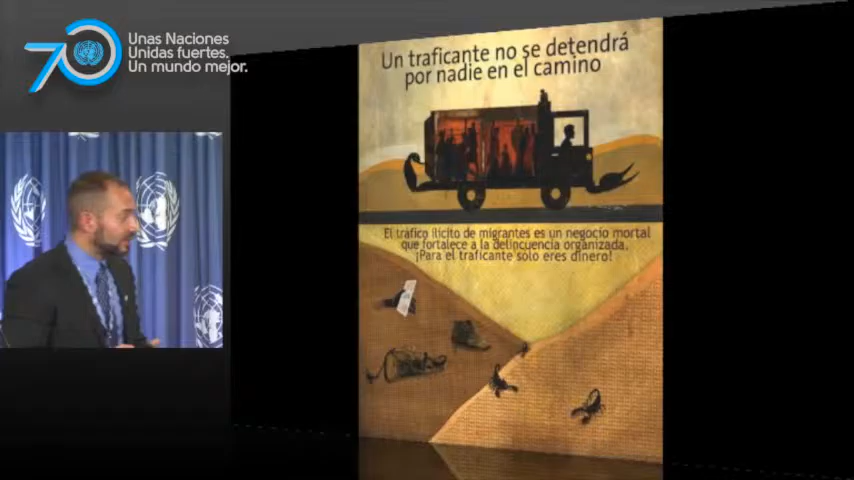 70
Unas Naciones
Unidas fuertes.
Un mundo mejor.
Un traficante no se detendrá
por nadie en el camino
El tráfico ilícito de migrantes es un negocio mortal
que fortalece a la delincuencia organizada.
¡Para el traficante sólo eres dinero!